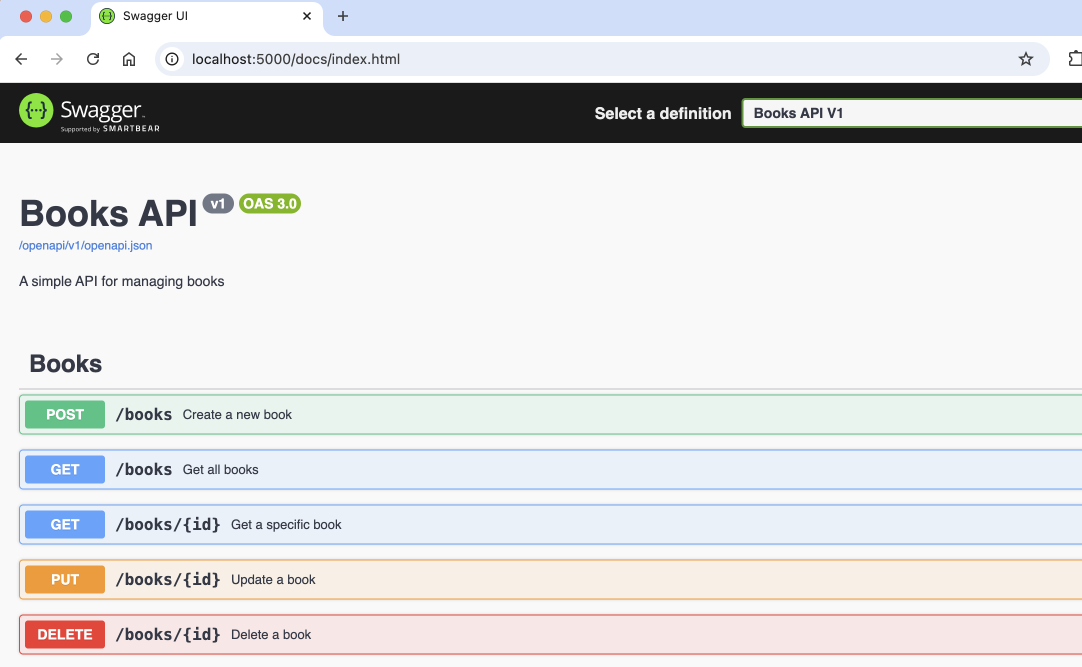 Swagger UI
localhost:5000/docs/index.html
Swagger
Supported by SMARTBEAR
Select a definition
Books API V1
Books API v1 OAS 3.0
/openapi/v1/openapi.json
A simple API for managing books
Books
POST /books Create a new book
GET /books Get all books
GET /books/{id} Get a specific book
PUT /books/{id} Update a book
DELETE /books/{id} Delete a book